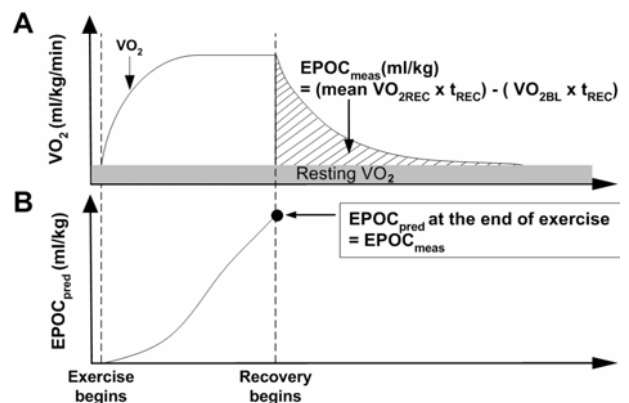 A
VO₂ (ml/kg/min)
VO₂
EPOCmeas(ml/kg)
= (mean VO₂REC x tREC) - ( VO₂BL x tREC)
Resting VO₂
B
EPOCpred (ml/kg)
EPOCpred at the end of exercise
= EPOCmeas
Exercise
begins
Recovery
begins